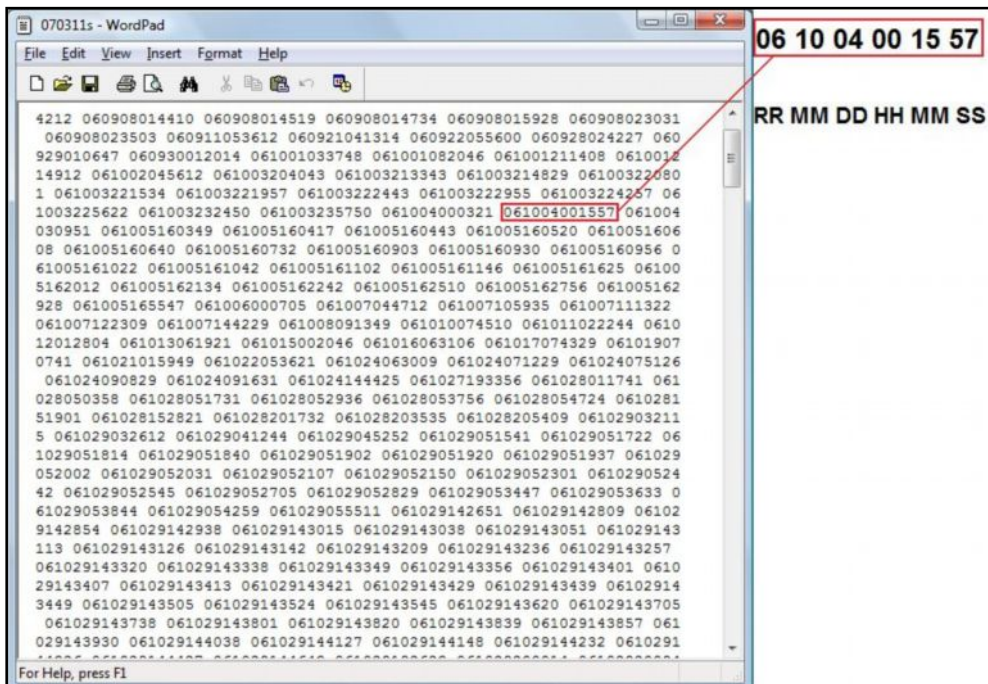 070311s - WordPad
File Edit View Insert Format Help
4212 060908014410 060908014519 060908014734 060908015928 060908023031
060908023503 060911053612 060921041314 060922055600 060928024227 060
929010647 060930012014 061001033748 061001082046 061001211408 0610012
14912 061002045612 061003204043 061003213343 061003214829 06100322080
1 061003221534 061003221957 061003222443 061003222955 061003224257 06
1003225622 061003232450 061003235750 061004000321 061004001557 061004
030951 061005160349 061005160417 061005160443 061005160520 0610051606
08 061005160640 061005160732 061005160903 061005160930 061005160956 0
61005161022 061005161042 061005161102 061005161146 061005161625 06100
5162012 061005162134 061005162242 061005162510 061005162756 061005162
928 061005165547 061006000705 061007044712 061007105935 061007111322
061007122309 061007144229 061008091349 061010074510 061011022244 0610
12012804 061013061921 061015002046 061016063106 061017074329 06101907
0741 061021015949 061022053621 061024063009 061024071229 061024075126
061024090829 061024091631 061024144425 061027193356 061028011741 061
028050358 061028051731 061028052936 061028053756 061028054724 0610281
51901 061028152821 061028201732 061028203535 061028205409 06102903211
5 061029032612 061029041244 061029045252 061029051541 061029051722 06
1029051814 061029051840 061029051902 061029051920 061029051937 061029
052002 061029052031 061029052107 061029052150 061029052301 0610290524
42 061029052545 061029052705 061029052829 061029053447 061029053633 0
61029053844 061029054259 061029055511 061029142651 061029142809 06102
9142854 061029142938 061029143015 061029143038 061029143051 061029143
113 061029143126 061029143142 061029143209 061029143236 061029143257
061029143320 061029143338 061029143349 061029143356 061029143401 0610
29143407 061029143413 061029143421 061029143429 061029143439 06102914
3449 061029143505 061029143524 061029143545 061029143620 061029143705
061029143738 061029143801 061029143820 061029143839 061029143857 061
029143930 061029144038 061029144127 061029144148 061029144232 0610291
For Help, press F1
06 10 04 00 15 57
RR MM DD HH MM SS